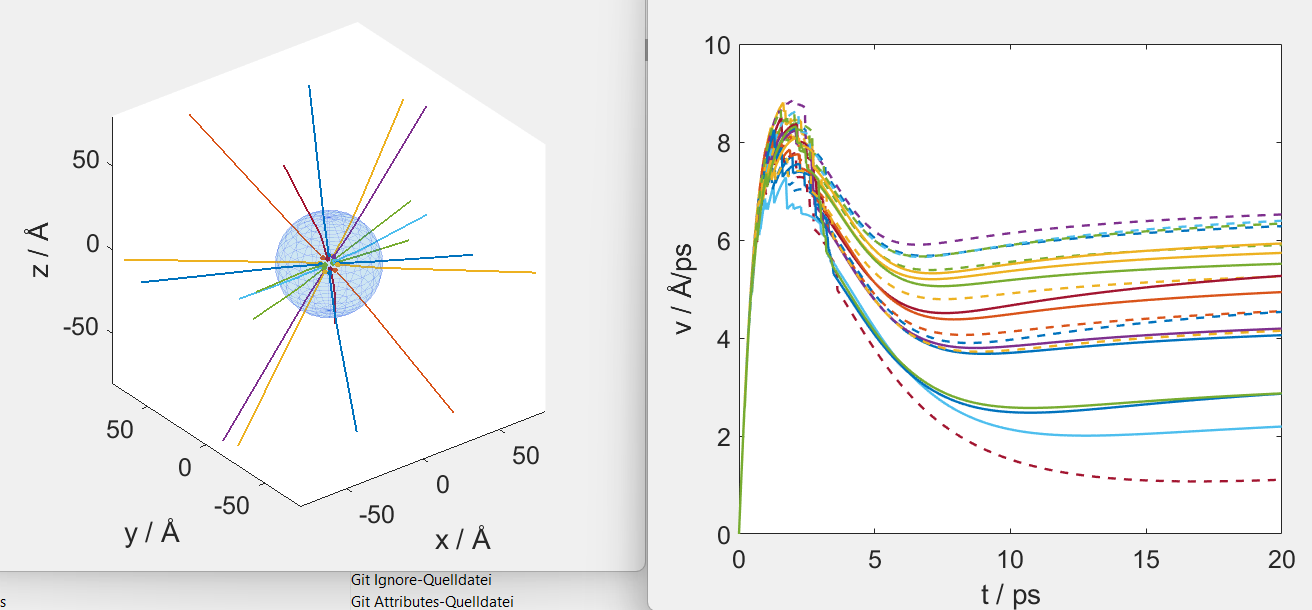 50
0
-50
z / Å
50
0
-50
y / Å
50
0
-50
x / Å
10
8
6
4
2
0
v / Å/ps
0
5
10
15
20
t / ps
Git Ignore-Quelldatei
s
Git Attributes-Quelldatei